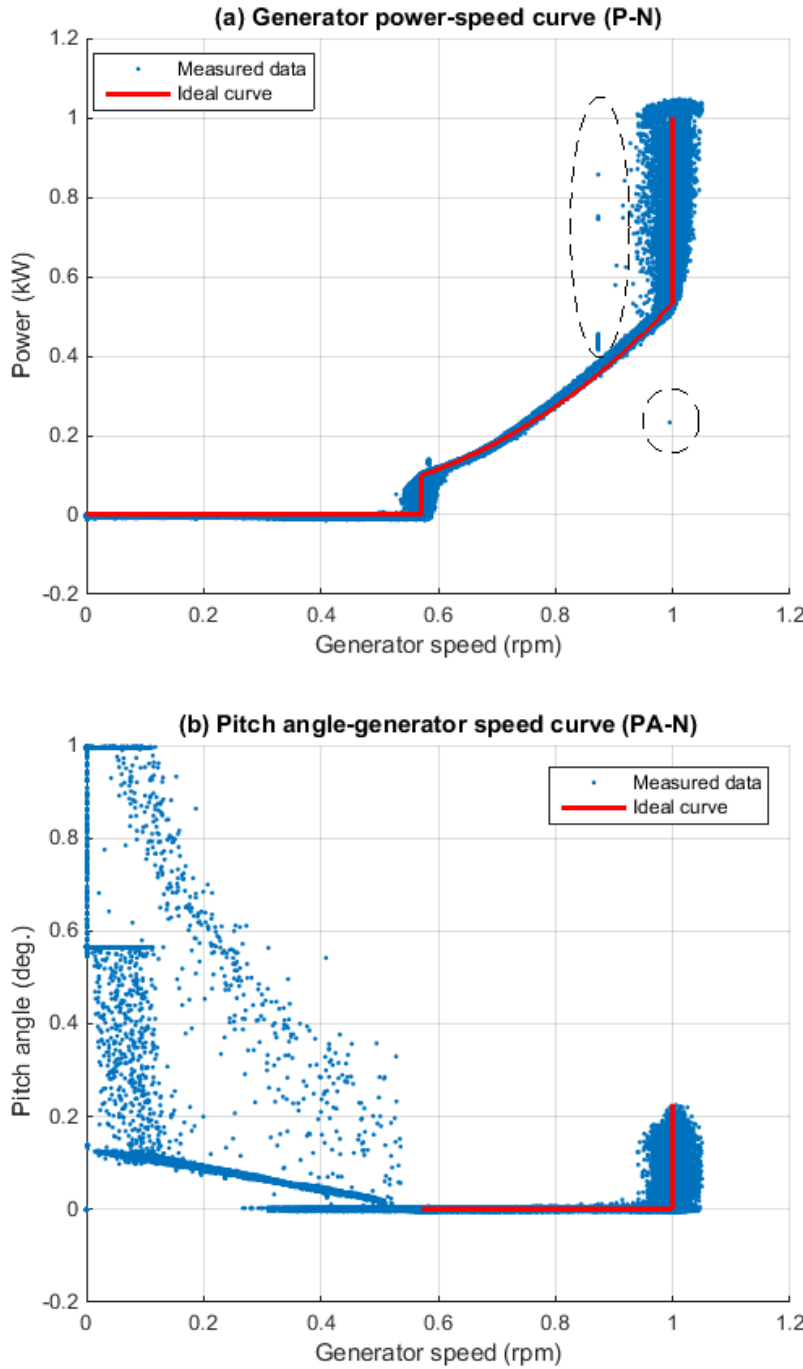 (a) Generator power-speed curve (P-N)
1.2
Measured data
Ideal curve
1
0.8
0.6
0.4
0.2
0
-0.2
Power (kW)
0 0.2 0.4 0.6 0.8 1 1.2
Generator speed (rpm)
(b) Pitch angle-generator speed curve (PA-N)
1
Measured data
Ideal curve
0.8
0.6
0.4
0.2
0
-0.2
Pitch angle (deg.)
0 0.2 0.4 0.6 0.8 1 1.2
Generator speed (rpm)